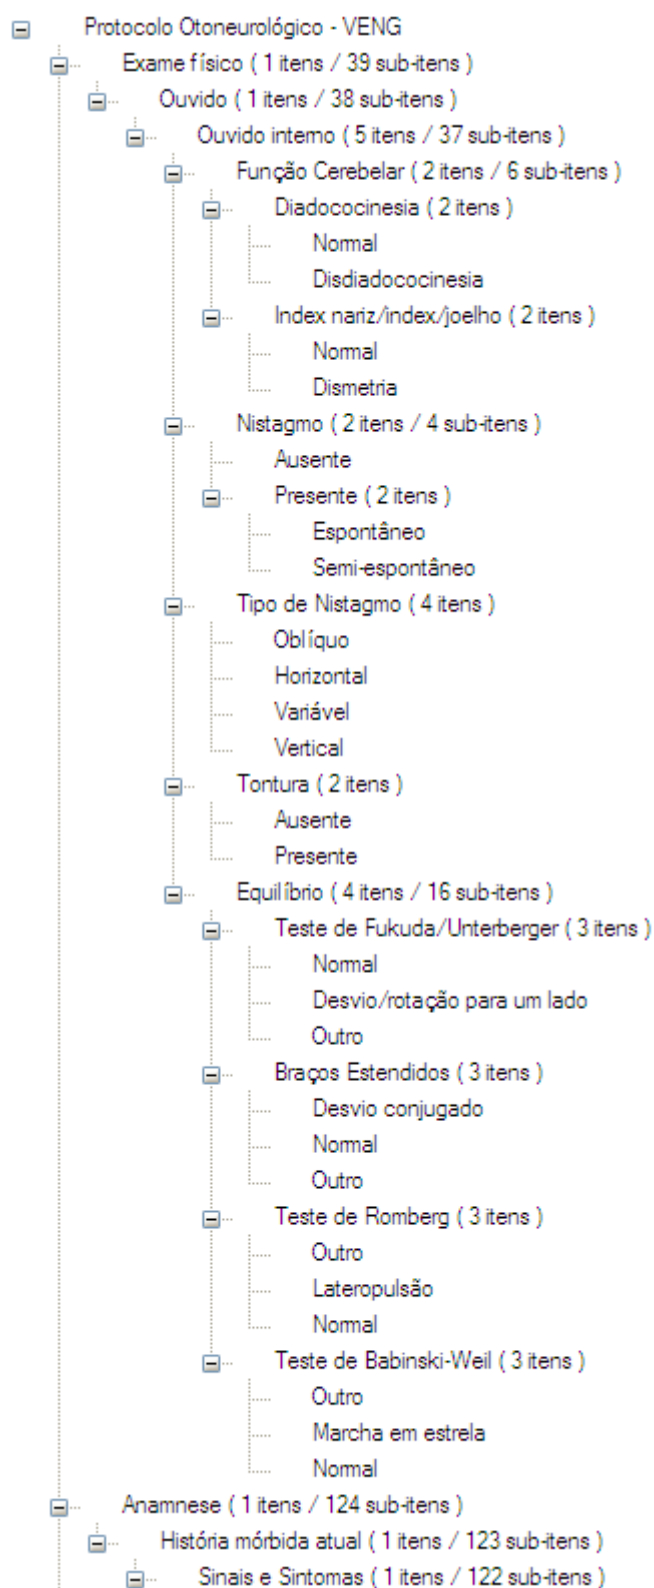 Protocolo Otoneurológico - VENG
Exame físico ( 1 itens / 39 sub-itens )
Ouvido ( 1 itens / 38 sub-itens )
Ouvido interno ( 5 itens / 37 sub-itens )
Função Cerebelar ( 2 itens / 6 sub-itens )
Diadococinesia ( 2 itens )
Normal
Disdiadococinesia
Index nariz/index/joelho ( 2 itens )
Normal
Dismetria
Nistagmo ( 2 itens / 4 sub-itens )
Ausente
Presente ( 2 itens )
Espontâneo
Semi-espontâneo
Tipo de Nistagmo ( 4 itens )
Oblíquo
Horizontal
Variável
Vertical
Tontura ( 2 itens )
Ausente
Presente
Equilíbrio ( 4 itens / 16 sub-itens )
Teste de Fukuda/Unterberger ( 3 itens )
Normal
Desvio/rotação para um lado
Outro
Braços Estendidos ( 3 itens )
Desvio conjugado
Normal
Outro
Teste de Romberg ( 3 itens )
Outro
Lateropulsão
Normal
Teste de Babinski-Weil ( 3 itens )
Outro
Marcha em estrela
Normal
Anamnese ( 1 itens / 124 sub-itens )
História mórbida atual ( 1 itens / 123 sub-itens )
Sinais e Sintomas ( 1 itens / 122 sub-itens )